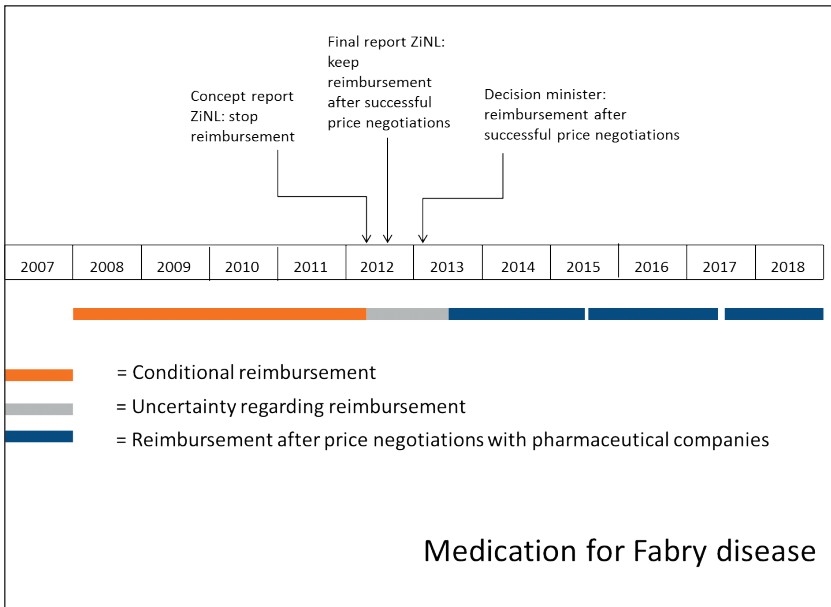 Concept report
ZiNL: stop
reimbursement
Final report ZiNL:
keep
reimbursement
after successful
price negotiations
Decision minister:
reimbursement after
successful price negotiations
2007 2008 2009 2010 2011 2012 2013 2014 2015 2016 2017 2018
= Conditional reimbursement
= Uncertainty regarding reimbursement
= Reimbursement after price negotiations with pharmaceutical companies
Medication for Fabry disease